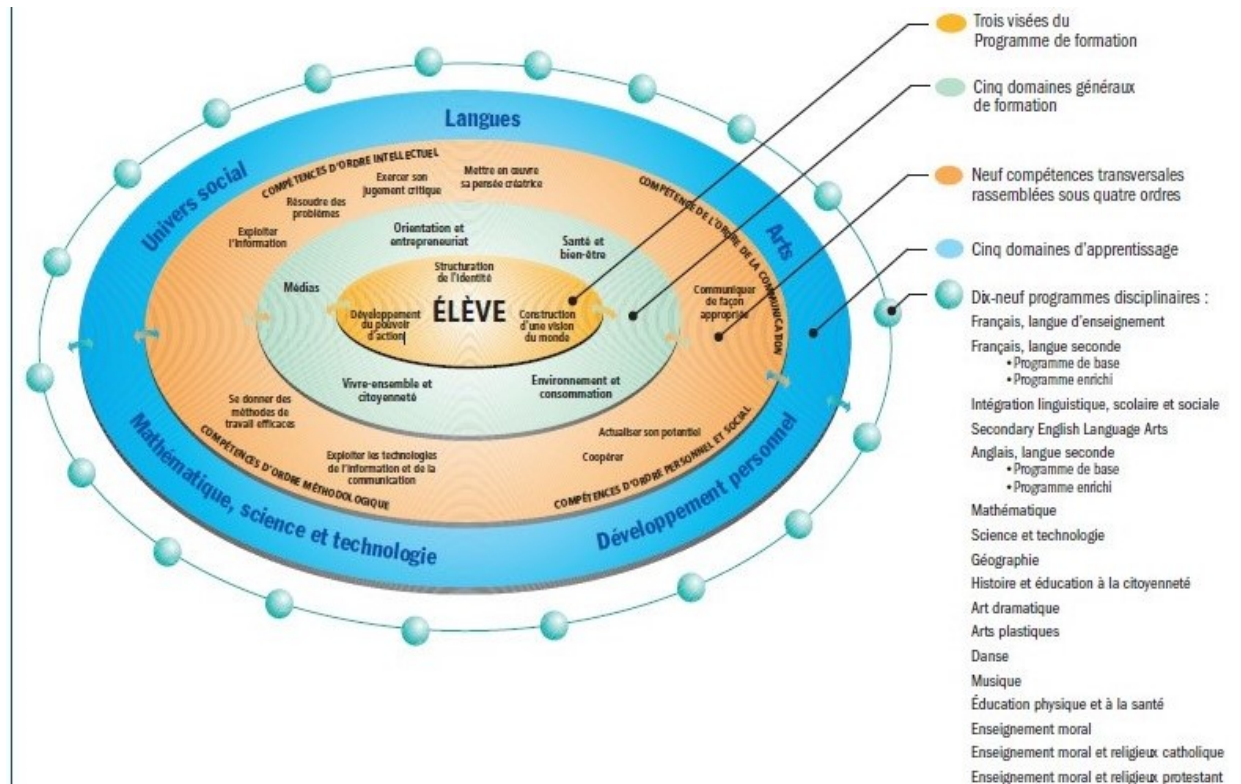 Trois visées du
Programme de formation
Cinq domaines généraux
de formation
Neuf compétences transversales
rassemblées sous quatre ordres
Cinq domaines d'apprentissage
Dix-neuf programmes disciplinaires :
Français, langue d'enseignement
Français, langue seconde
• Programme de base
• Programme enrichi
Intégration linguistique, scolaire et sociale
Secondary English Language Arts
Anglais, langue seconde
• Programme de base
• Programme enrichi
Mathématique
Science et technologie
Géographie
Histoire et éducation à la citoyenneté
Art dramatique
Arts plastiques
Danse
Musique
Éducation physique et à la santé
Enseignement moral
Enseignement moral et religieux catholique
Enseignement moral et religieux protestant
Langues
Univers social
Arts
Mathématique, science et technologie
Développement personnel
COMPÉTENCES D'ORDRE INTELLECTUEL
Exploiter
l'information
Résoudre des
problèmes
Exercer son
jugement critique
Mettre en œuvre
sa pensée créatrice
COMPÉTENCE DE L'ORDRE DE LA COMMUNICATION
Communiquer
de façon
appropriée
COMPÉTENCES D'ORDRE MÉTHODOLOGIQUE
Se donner des
méthodes de
travail efficaces
Exploiter les technologies
de l'information et de la
communication
COMPÉTENCES D'ORDRE PERSONNEL ET SOCIAL
Actualiser son potentiel
Coopérer
Orientation et
entrepreneuriat
Santé et
bien-être
Médias
Vivre-ensemble et
citoyenneté
Environnement et
consommation
Structuration
de l'identité
ÉLÈVE
Développement
du pouvoir
d'action
Construction
d'une vision
du monde